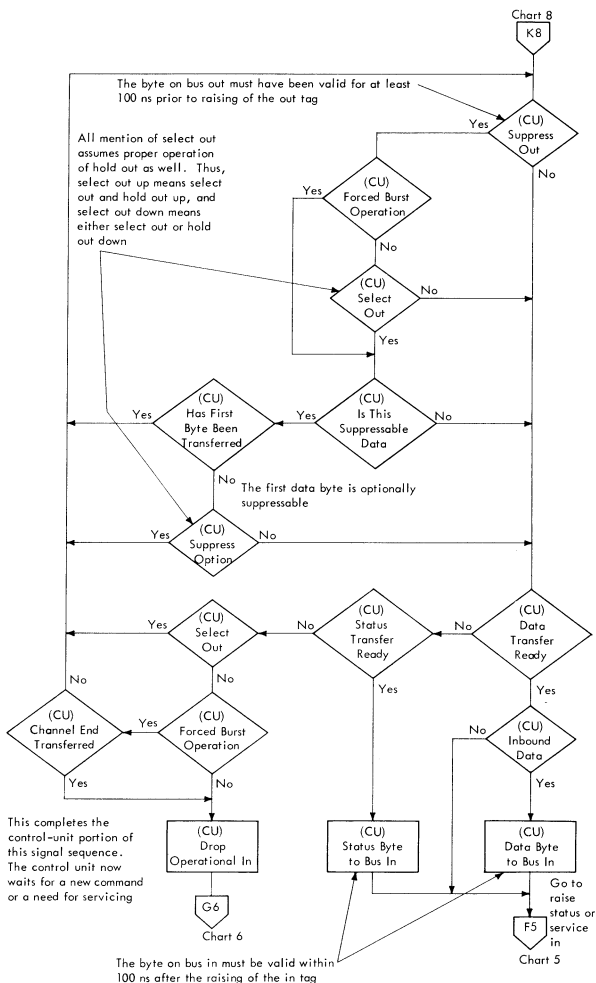 Chart 8
K8
The byte on bus out must have been valid for at least
100 ns prior to raising of the out tag
(CU)
Suppress
Out
Yes
No
All mention of select out
assumes proper operation
of hold out as well. Thus,
select out up means select
out and hold out up, and
select out down means
either select out or hold
out down
(CU)
Forced Burst
Operation
Yes
No
(CU)
Select
Out
No
Yes
(CU)
Has First
Byte Been
Transferred
Yes
No
(CU)
Is This
Suppressable
Data
Yes
No
The first data byte is optionally
suppressable
(CU)
Suppress
Option
Yes
No
(CU)
Select
Out
Yes
No
(CU)
Status
Transfer
Ready
No
Yes
(CU)
Data
Transfer
Ready
No
Yes
No
(CU)
Channel End
Transferred
Yes
(CU)
Forced Burst
Operation
Yes
No
(CU)
Inbound
Data
No
Yes
This completes the
control-unit portion of
this signal sequence.
The control unit now
waits for a new command
or a need for servicing
(CU)
Drop
Operational In
(CU)
Status Byte
to Bus In
(CU)
Data Byte
to Bus In
G6
Chart 6
Go to
raise
status or
service
in
F5
Chart 5
The byte on bus in must be valid within
100 ns after the raising of the in tag